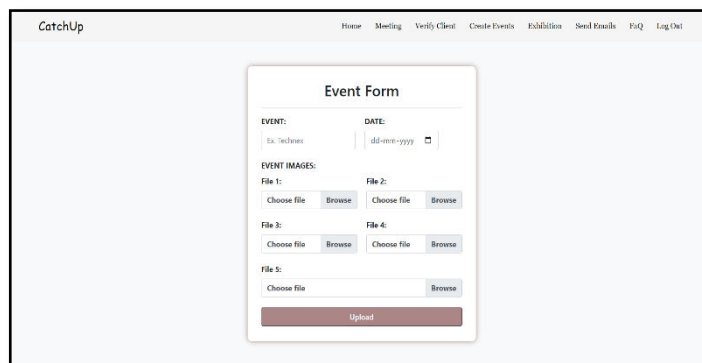 CatchUp Home Meeting Verify Client Create Events Exhibition Send Emails FaQ Log Out
Event Form
EVENT: DATE:
Ex. Technex dd-mm-yyyy
EVENT IMAGES:
File 1: File 2:
Choose file Browse Choose file Browse
File 3: File 4:
Choose file Browse Choose file Browse
File 5:
Choose file Browse
Upload